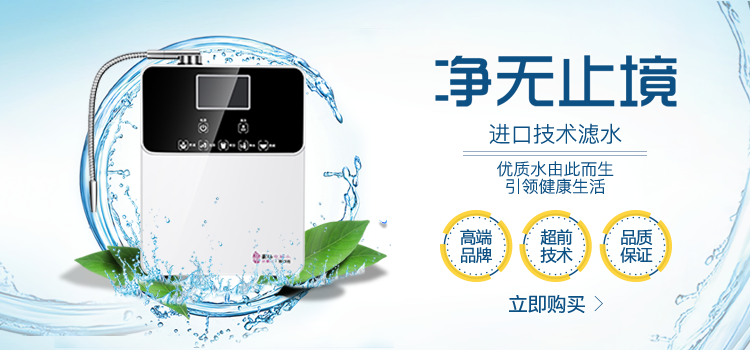 净无止境
进口技术滤水
优质水由此而生
引领健康生活
高端
品牌
超前
技术
品质
保证
立即购买